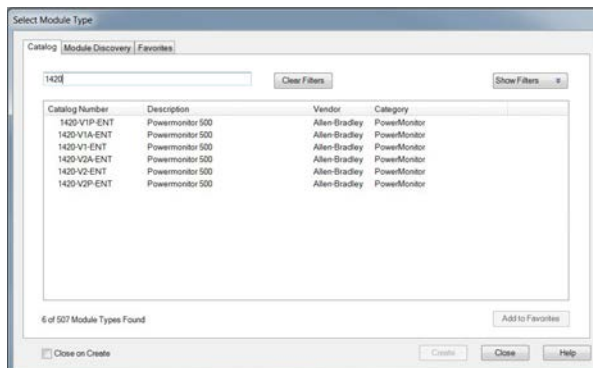 Select Module Type
Catalog Module Discovery Favorites
1420 Clear Filters Show Filters
Catalog Number Description Vendor Category
1420-V1P-ENT Powermonitor 500 Allen-Bradley PowerMonitor
1420-V1A-ENT Powermonitor 500 Allen-Bradley PowerMonitor
1420-V1-ENT Powermonitor 500 Allen-Bradley PowerMonitor
1420-V2A-ENT Powermonitor 500 Allen-Bradley PowerMonitor
1420-V2-ENT Powermonitor 500 Allen-Bradley PowerMonitor
1420-V2P-ENT Powermonitor 500 Allen-Bradley PowerMonitor
6 of 507 Module Types Found Add to Favorites
Close on Create Create Close Help